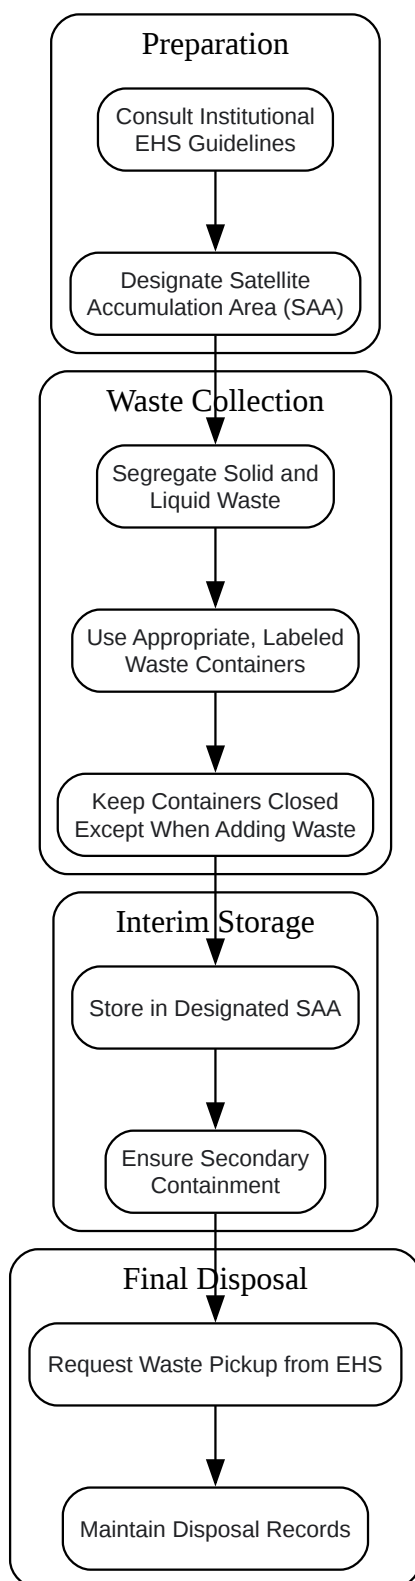 Preparation
Consult Institutional
EHS Guidelines
Designate Satellite
Accumulation Area (SAA)
Waste Collection
Segregate Solid and
Liquid Waste
Use Appropriate, Labeled
Waste Containers
Keep Containers Closed
Except When Adding Waste
Interim Storage
Store in Designated SAA
Ensure Secondary
Containment
Final Disposal
Request Waste Pickup from EHS
Maintain Disposal Records